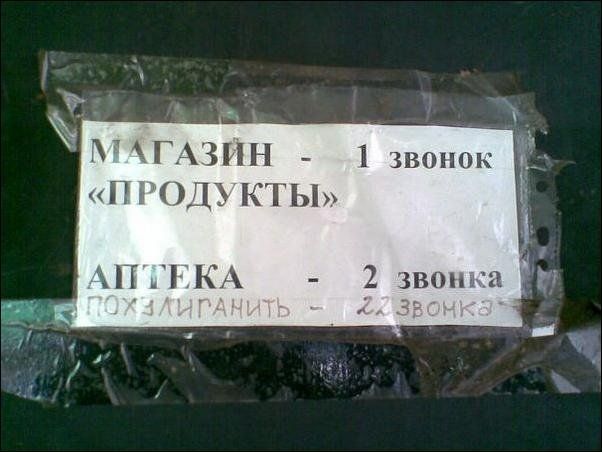 МАГАЗИН - 1 звонок
«ПРОДУКТЫ»
АПТЕКА - 2 звонка
ПОХУЛИГАНИТЬ - 22 ЗВОНКА